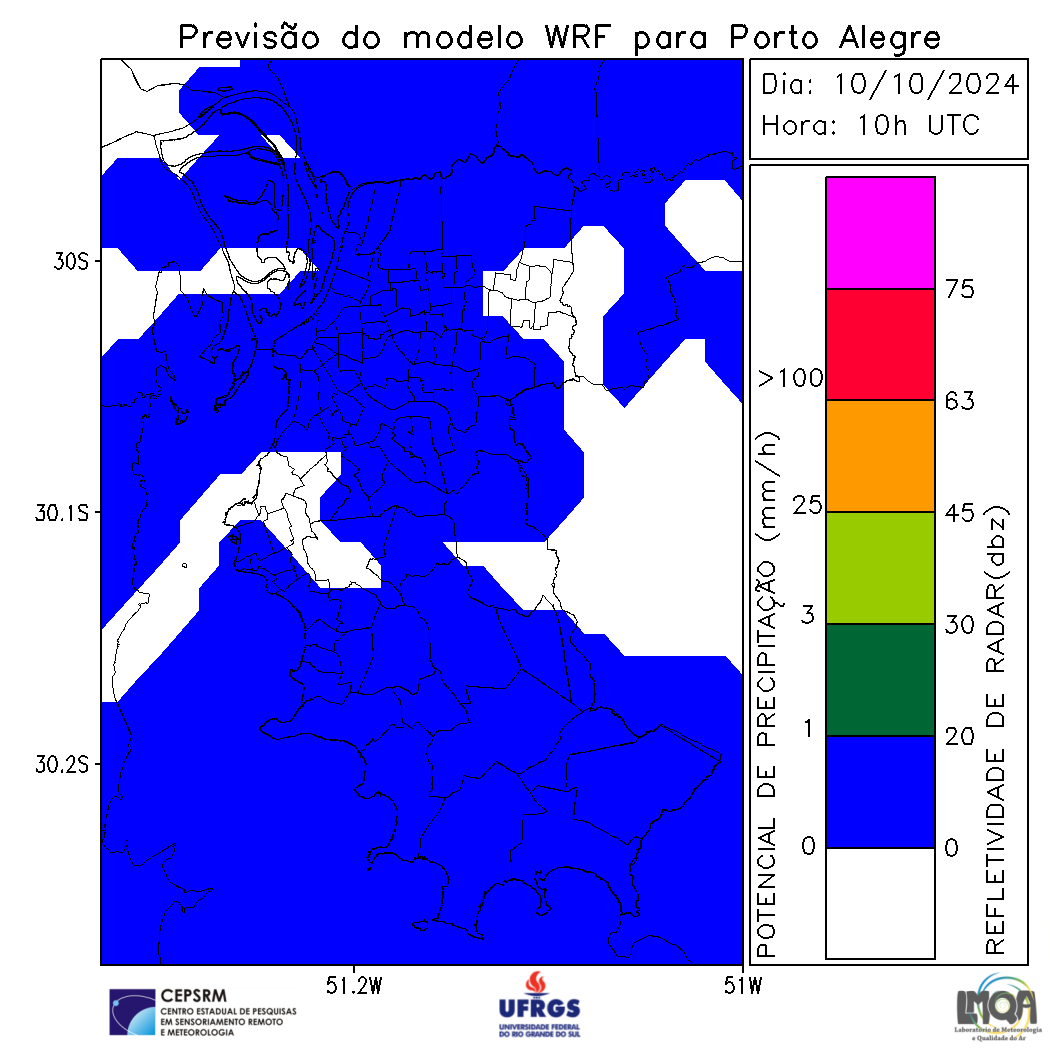 Previsão do modelo WRF para Porto Alegre
Dia: 10/10/2024
Hora: 10h UTC
30S
30.1S
30.2S
51.2W
51W
POTENCIAL DE PRECIPITAÇÃO (mm/h)
>100
25
3
1
0
75
63
45
30
20
0
REFLETIVIDADE DE RADAR(dbz)
CEPSRM
CENTRO ESTADUAL DE PESQUISAS
EM SENSORIAMENTO REMOTO
E METEOROLOGIA
UFRGS
UNIVERSIDADE FEDERAL
DO RIO GRANDE DO SUL
LMQA
Laboratório de Meteorologia
e Qualidade do Ar